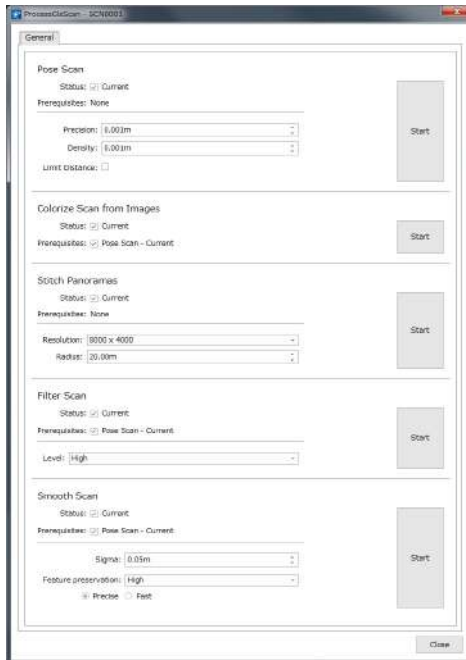 ProcessGlsScan - SCN0001
General
Pose Scan
Status: Current
Prerequisites: None
Precision: 0.001m
Density: 0.001m
Limit Distance:
Start
Colorize Scan from Images
Status: Current
Prerequisites: Pose Scan - Current
Start
Stitch Panoramas
Status: Current
Prerequisites: None
Resolution: 8000 x 4000
Radius: 20.00m
Start
Filter Scan
Status: Current
Prerequisites: Pose Scan - Current
Level: High
Start
Smooth Scan
Status: Current
Prerequisites: Pose Scan - Current
Sigma: 0.05m
Feature preservation: High
Precise Fast
Start
Close